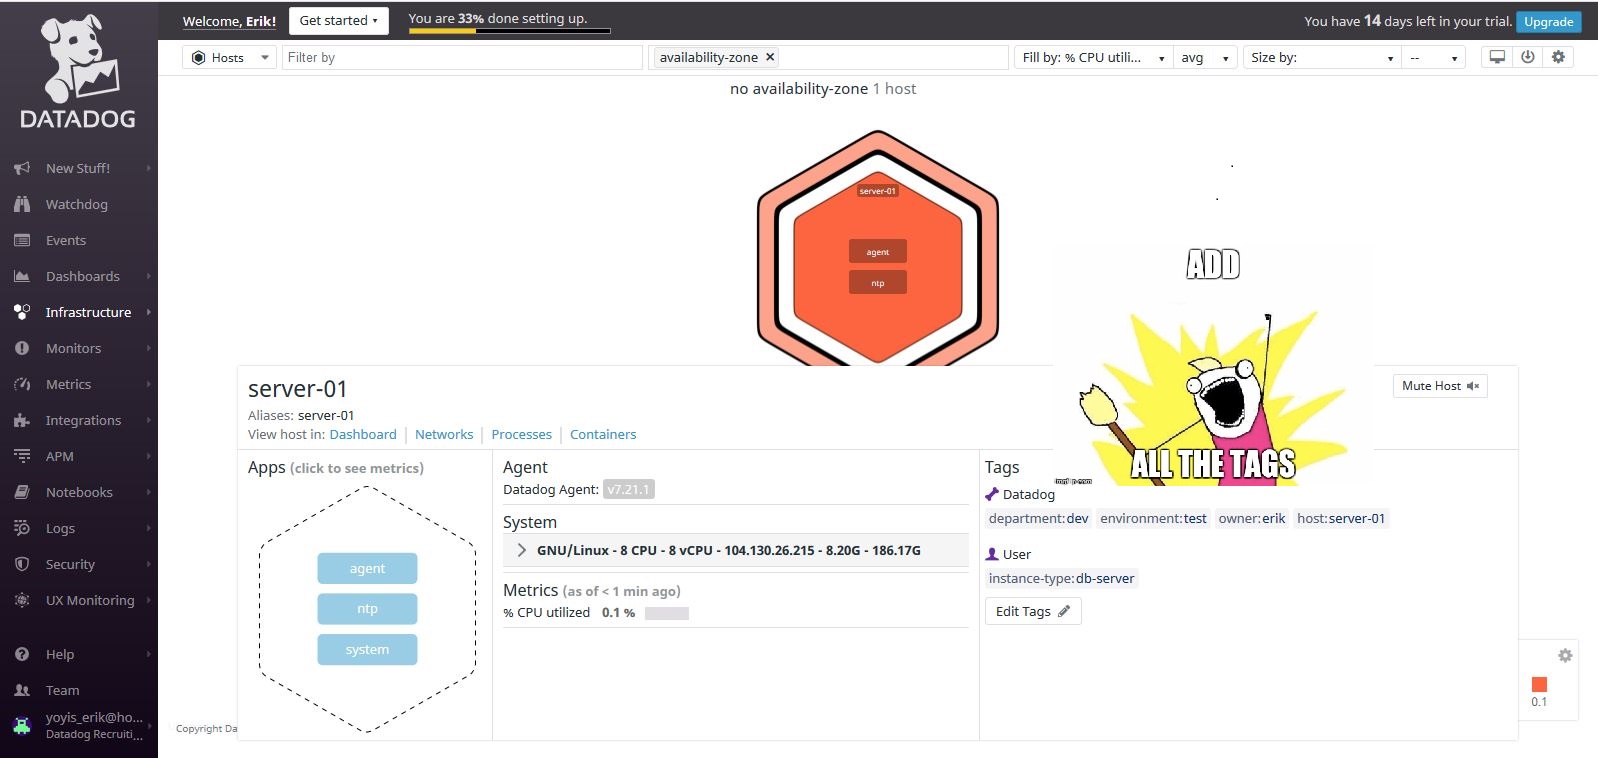 Welcome, Erik!
Get started
You are 33% done setting up.
You have 14 days left in your trial.
Upgrade
DATADOG
New Stuff!
Watchdog
Events
Dashboards
Infrastructure
Monitors
Metrics
Integrations
APM
Notebooks
Logs
Security
UX Monitoring
Help
Team
yoyis_erik@ho...
Datadog Recruiti...
Hosts
Filter by
availability-zone
Fill by: % CPU utili...
avg
Size by:
--
no availability-zone 1 host
server-01
agent
ntp
ADD
ALL THE TAGS
server-01
Aliases: server-01
View host in: Dashboard | Networks | Processes | Containers
Mute Host
Apps (click to see metrics)
agent
ntp
system
Agent
Datadog Agent: v7.21.1
System
GNU/Linux - 8 CPU - 8 vCPU - 104.130.26.215 - 8.20G - 186.17G
Metrics (as of < 1 min ago)
% CPU utilized 0.1 %
Tags
Datadog
department:dev environment:test owner:erik host:server-01
User
instance-type:db-server
Edit Tags
0.1
Copyright Da